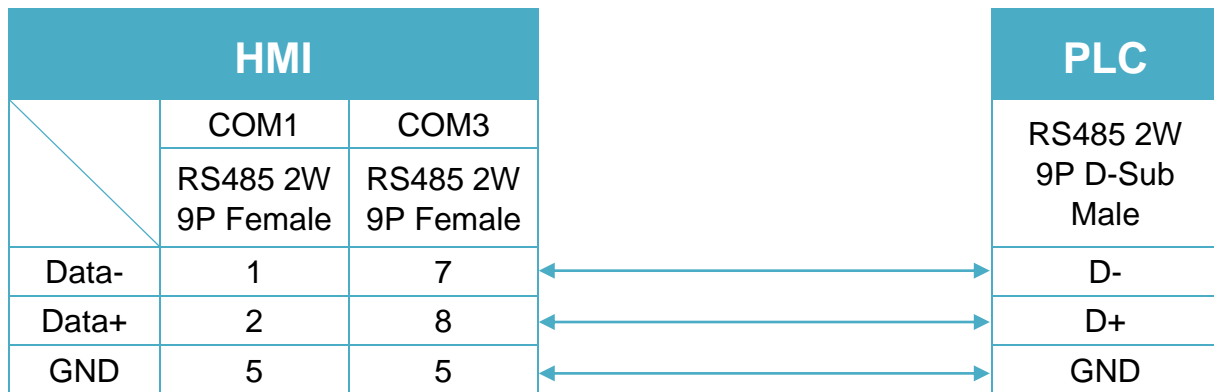 HMI
PLC
COM1 COM3
RS485 2W
9P Female
RS485 2W
9P Female
RS485 2W
9P D-Sub
Male
Data- 1 7 D-
Data+ 2 8 D+
GND 5 5 GND